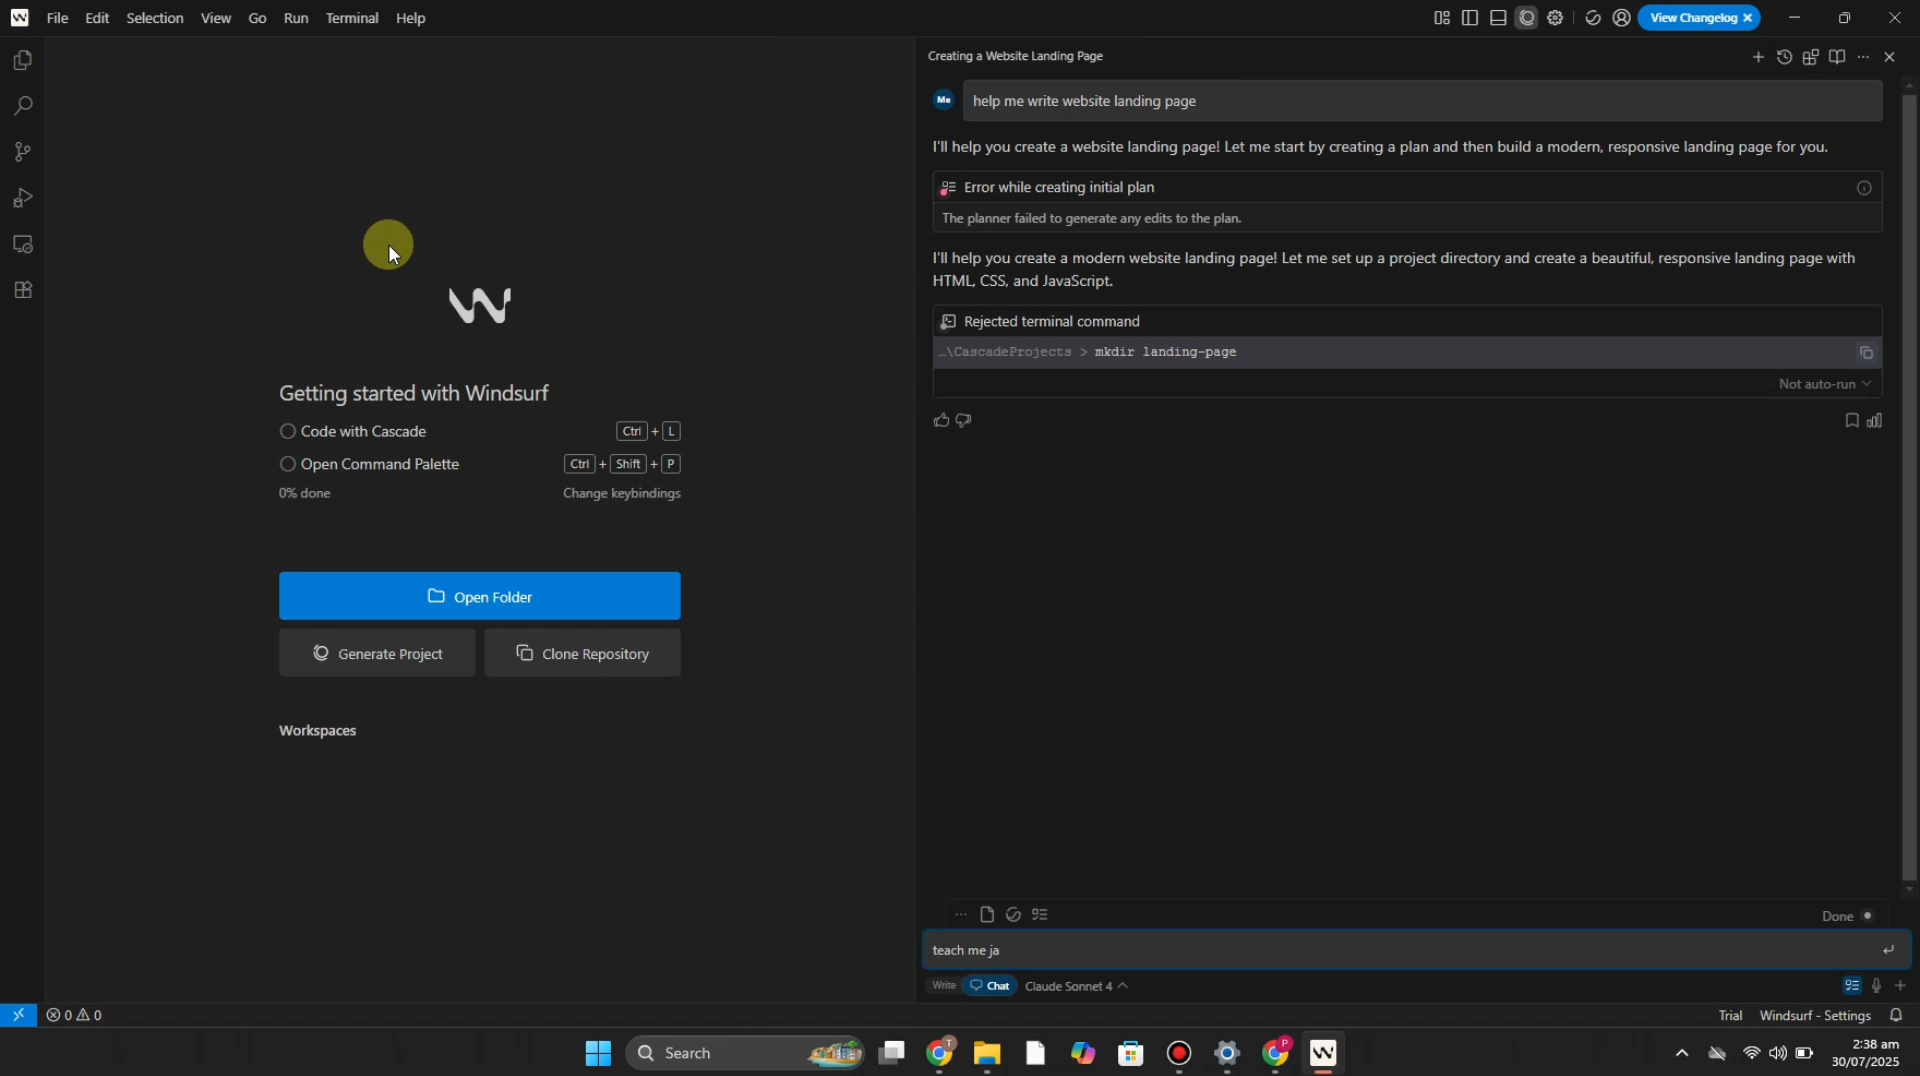 File Edit Selection View Go Run Terminal Help
View Changelog
Creating a Website Landing Page
Me
help me write website landing page
I'll help you create a website landing page! Let me start by creating a plan and then build a modern, responsive landing page for you.
Error while creating initial plan
The planner failed to generate any edits to the plan.
I'll help you create a modern website landing page! Let me set up a project directory and create a beautiful, responsive landing page with
HTML, CSS, and JavaScript.
Rejected terminal command
…\CascadeProjects > mkdir landing-page
Not auto-run
Getting started with Windsurf
Code with Cascade Ctrl + L
Open Command Palette Ctrl + Shift + P
0% done Change keybindings
Open Folder
Generate Project Clone Repository
Workspaces
Done
teach me ja
Write Chat Claude Sonnet 4
0 0
Trial Windsurf - Settings
Search
T
P
2:38 am
30/07/2025